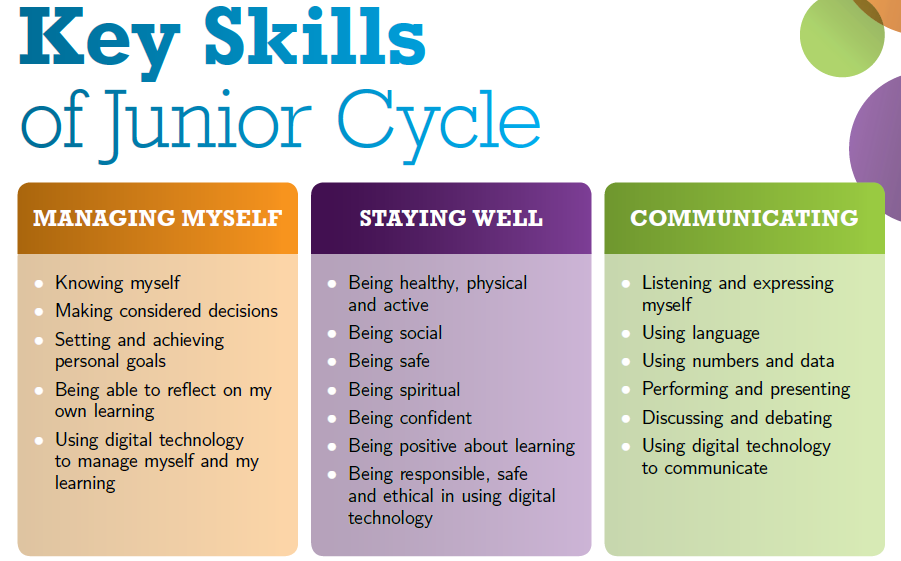 Key Skills
of Junior Cycle
MANAGING MYSELF
Knowing myself
Making considered decisions
Setting and achieving
personal goals
Being able to reflect on my
own learning
Using digital technology
to manage myself and my
learning
STAYING WELL
Being healthy, physical
and active
Being social
Being safe
Being spiritual
Being confident
Being positive about learning
Being responsible, safe
and ethical in using digital
technology
COMMUNICATING
Listening and expressing
myself
Using language
Using numbers and data
Performing and presenting
Discussing and debating
Using digital technology
to communicate